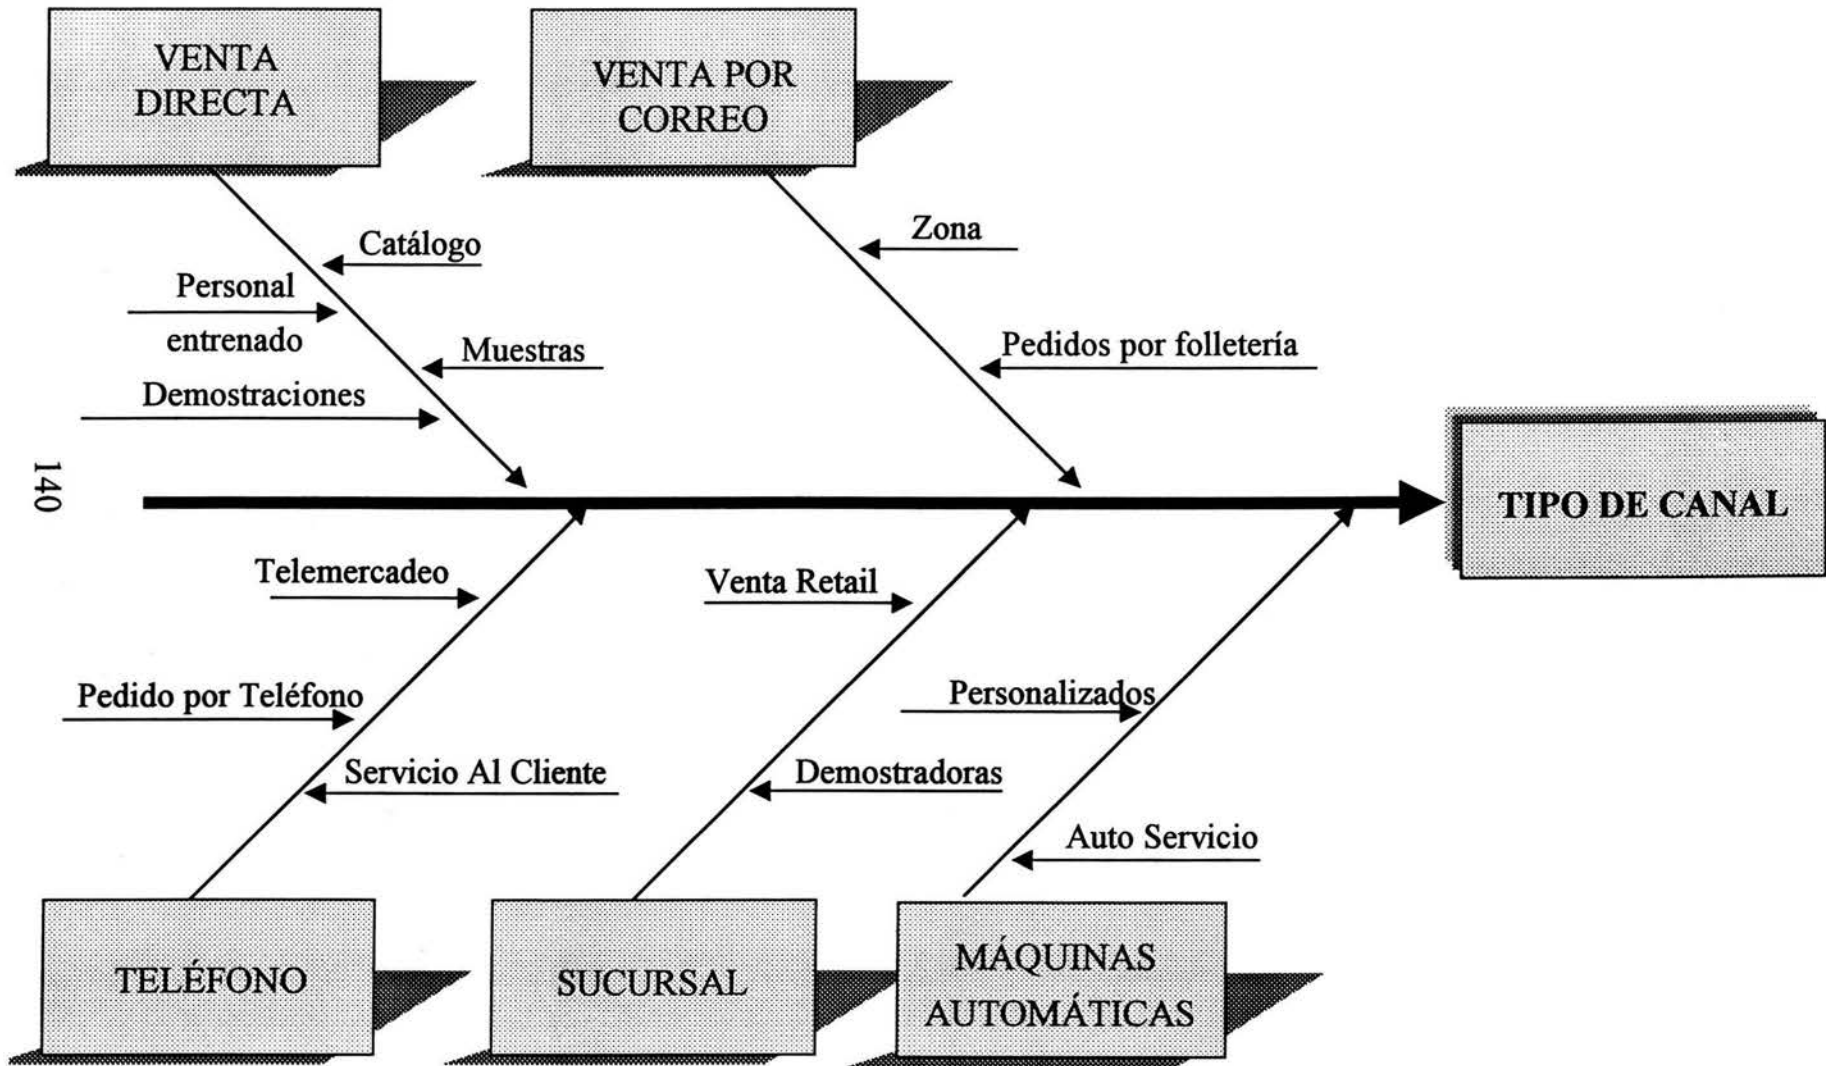 VENTA
DIRECTA
VENTA POR
CORREO
Catálogo
Zona
Personal
entrenado
Muestras
Pedidos por folletería
Demostraciones
140
TIPO DE CANAL
Telemercadeo
Venta Retail
Pedido por Teléfono
Personalizados
Servicio Al Cliente
Demostradoras
Auto Servicio
TELÉFONO
SUCURSAL
MÁQUINAS
AUTOMÁTICAS